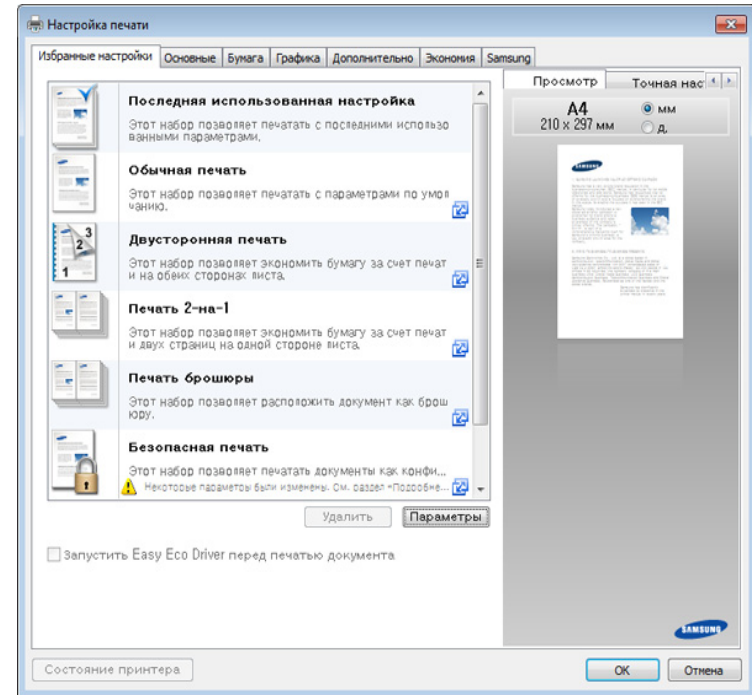 Настройка печати
Избранные настройки Основные Бумага Графика Дополнительно Экономия Samsung
Последняя использованная настройка
Этот набор позволяет печатать с последними использо
ванными параметрами.
Обычная печать
Этот набор позволяет печатать с параметрами по умол
чанию.
3
2
1
Двусторонняя печать
Этот набор позволяет экономить бумагу за счет печат
и на обеих сторонах листа.
Печать 2-на-1
Этот набор позволяет экономить бумагу за счет печат
и двух страниц на одной стороне листа.
Печать брошюры
Этот набор позволяет расположить документ как брош
юру.
Безопасная печать
Этот набор позволяет печатать документы как конфи...
Некоторые параметры были изменены. См. раздел "Подробне...
Удалить Параметры
Запустить Easy Eco Driver перед печатью документа
Просмотр Точная нас
A4
210 x 297 мм
мм
д.
SAMSUNG
SAMSUNG
Состояние принтера
OK Отмена